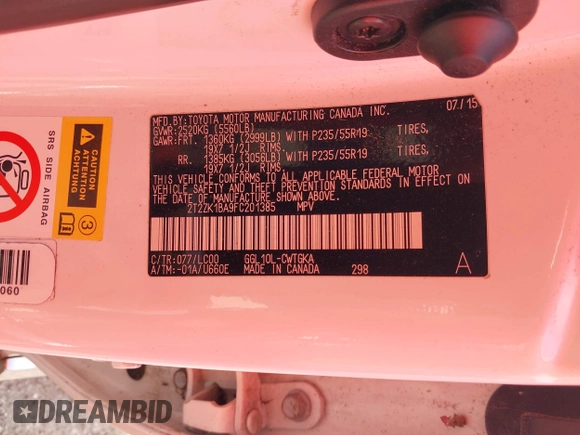 MFD. BY: TOYOTA MOTOR MANUFACTURING CANADA INC. 07/15
GVWR: 2520KG (5560LB)
GAWR: FRT. 1360KG (2999LB) WITH P235/55R19 TIRES,
19X7 1/2J RIMS
RR. 1385KG (3056LB) WITH P235/55R19 TIRES,
19X7 1/2J RIMS
THIS VEHICLE CONFORMS TO ALL APPLICABLE FEDERAL MOTOR
VEHICLE SAFETY AND THEFT PREVENTION STANDARDS IN EFFECT ON
THE DATE OF MANUFACTURE SHOWN ABOVE.
2T2ZK1BA9FC201385 MPV
C/TR: 077/LC00 GGL10L-CWTGKA
A/TM: -01A/U660E MADE IN CANADA 298 A
SRS SIDE AIRBAG
CAUTION
ATTENTION
ACHTUNG
3
060
DREAMBID